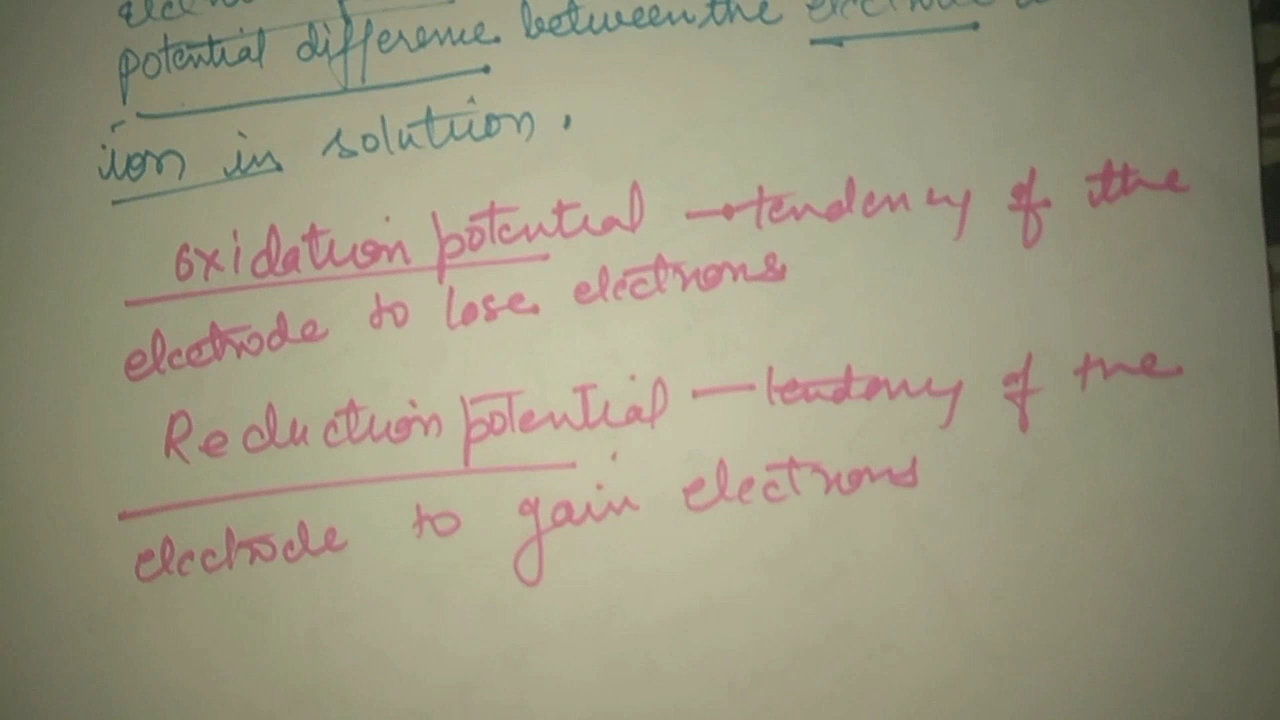 potential difference between the
ion in solution.
oxidation potential → tendency of the
electrode to lose electrons
Reduction potential — tendency of the
electrode to gain electrons